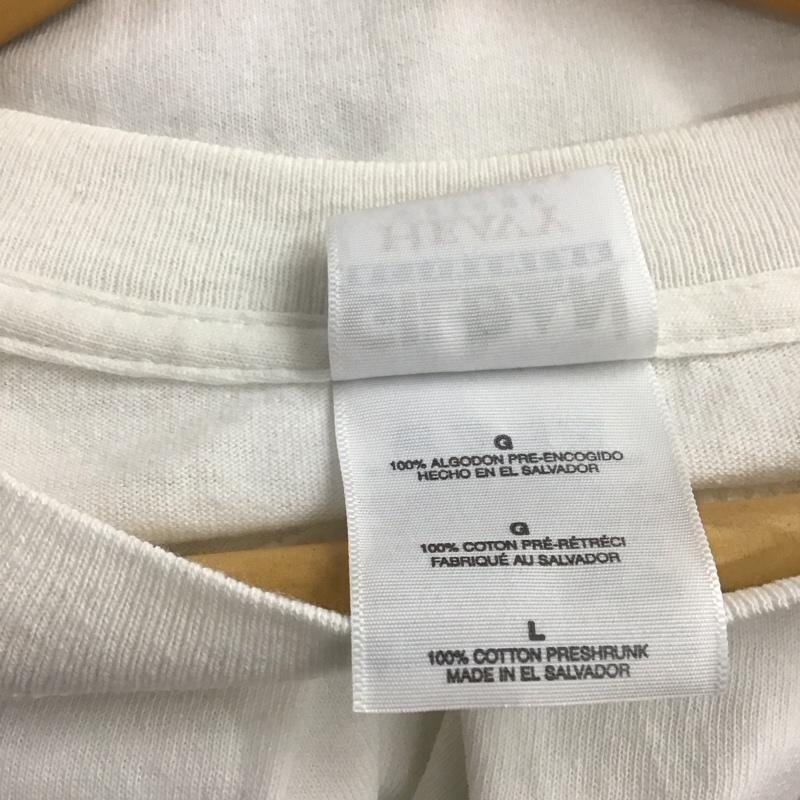 HEAVY
G
100% ALGODON PRE-ENCOGIDO
HECHO EN EL SALVADOR
G
100% COTON PRÉ-RÉTRÉCI
FABRIQUÉ AU SALVADOR
L
100% COTTON PRESHRUNK
MADE IN EL SALVADOR